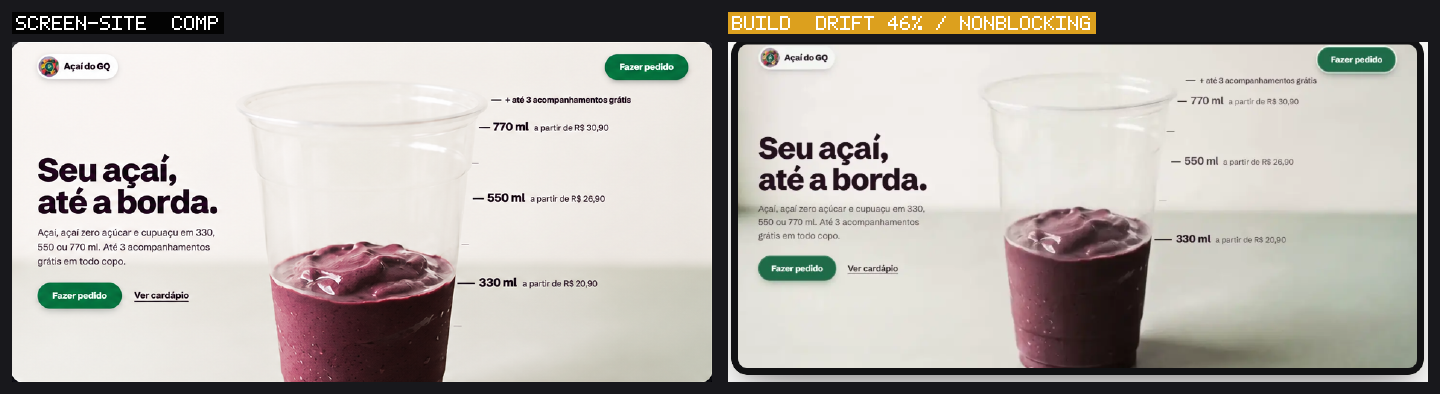 SCREEN-SITE COMP
Açaí do GQ
Fazer pedido
+ até 3 acompanhamentos grátis
770 ml a partir de R$ 30,90
Seu açaí,
até a borda.
550 ml a partir de R$ 26,90
Açaí, açaí zero açúcar e cupuaçu em 330,
550 ou 770 ml. Até 3 acompanhamentos
grátis em todo copo.
330 ml a partir de R$ 20,90
Fazer pedido Ver cardápio
BUILD DRIFT 46% / NONBLOCKING
Açaí do GQ
Fazer pedido
+ até 3 acompanhamentos grátis
770 ml a partir de R$ 30,90
Seu açaí,
até a borda.
550 ml a partir de R$ 26,90
Açaí, açaí zero açúcar e cupuaçu em 330,
550 ou 770 ml. Até 3 acompanhamentos
grátis em todo copo.
330 ml a partir de R$ 20,90
Fazer pedido Ver cardápio